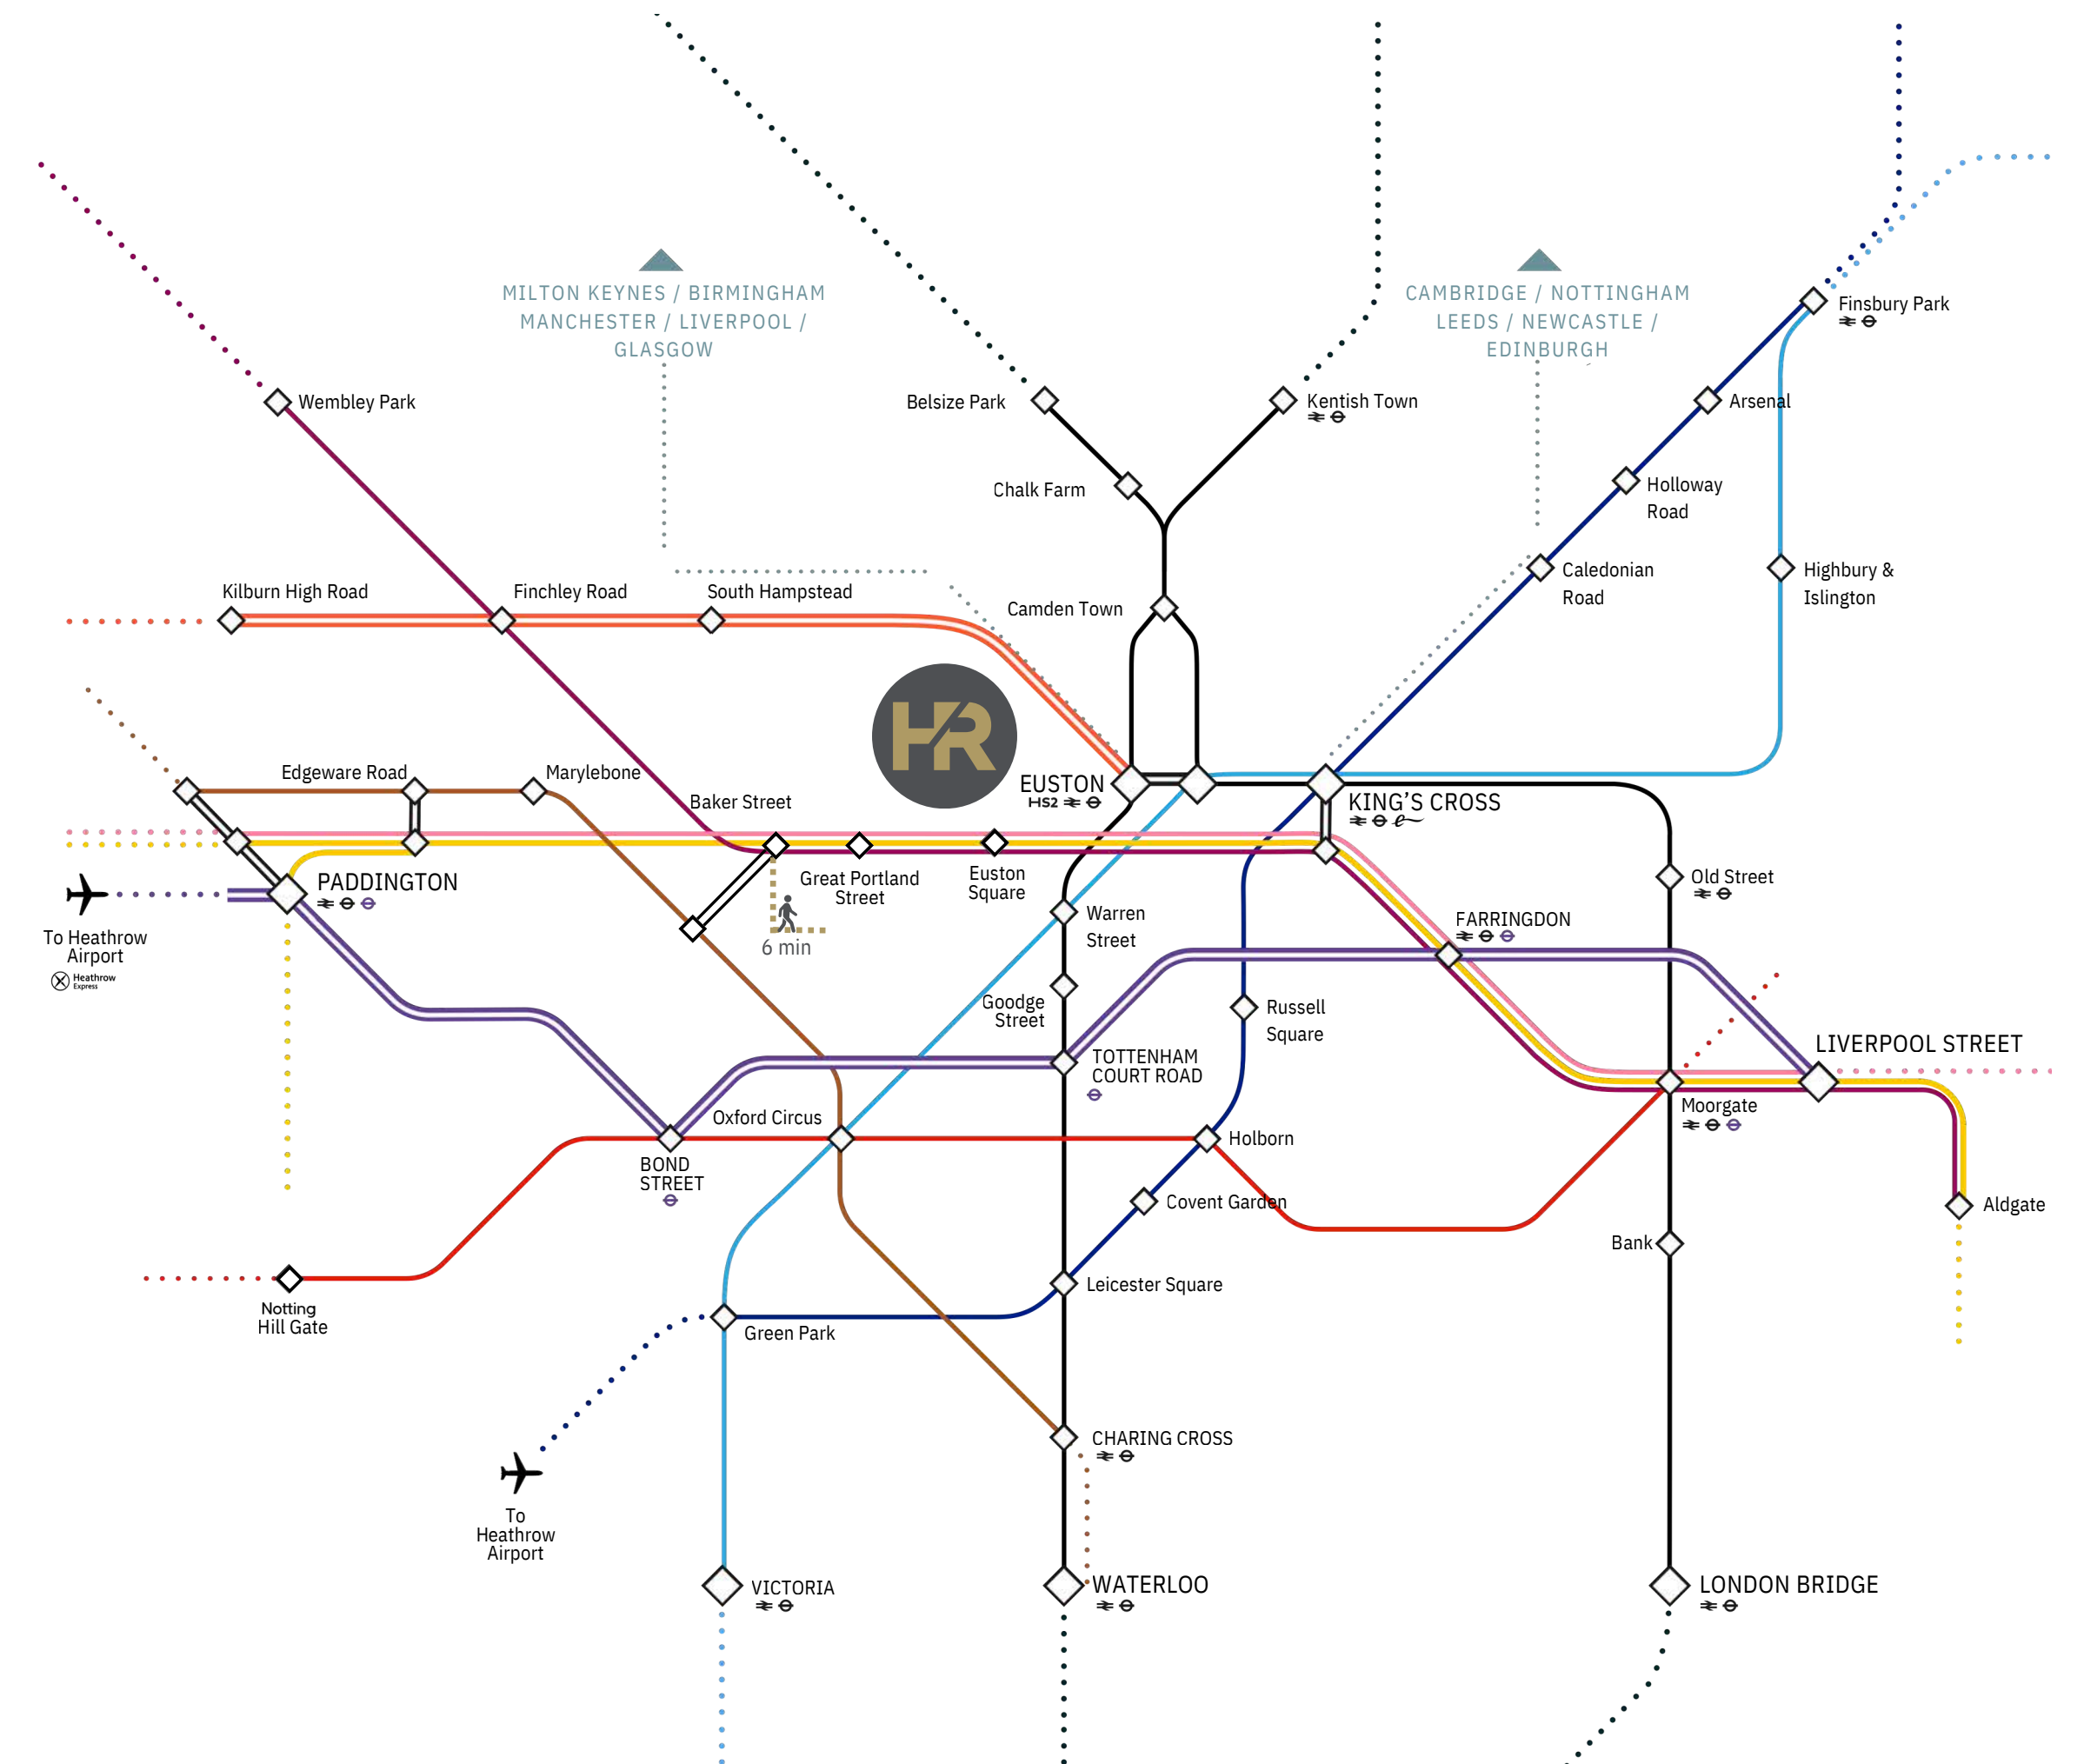 MILTON KEYNES / BIRMINGHAM
MANCHESTER / LIVERPOOL /
GLASGOW
CAMBRIDGE / NOTTINGHAM
LEEDS / NEWCASTLE /
EDINBURGH
Finsbury Park
Wembley Park
Belsize Park
Kentish Town
Arsenal
Chalk Farm
Holloway
Road
Caledonian
Road
Highbury &
Islington
Kilburn High Road
Finchley Road
South Hampstead
Camden Town
HR
Edgeware Road
Marylebone
Baker Street
EUSTON
HS2
KING'S CROSS
e
PADDINGTON
Great Portland
Street
Euston
Square
Old Street
Warren
Street
FARRINGDON
To Heathrow
Airport
Heathrow
Express
6 min
Goodge
Street
Russell
Square
TOTTENHAM
COURT ROAD
LIVERPOOL STREET
Moorgate
Oxford Circus
Holborn
BOND
STREET
Covent Garden
Aldgate
Bank
Leicester Square
Notting
Hill Gate
Green Park
CHARING CROSS
To
Heathrow
Airport
VICTORIA
WATERLOO
LONDON BRIDGE